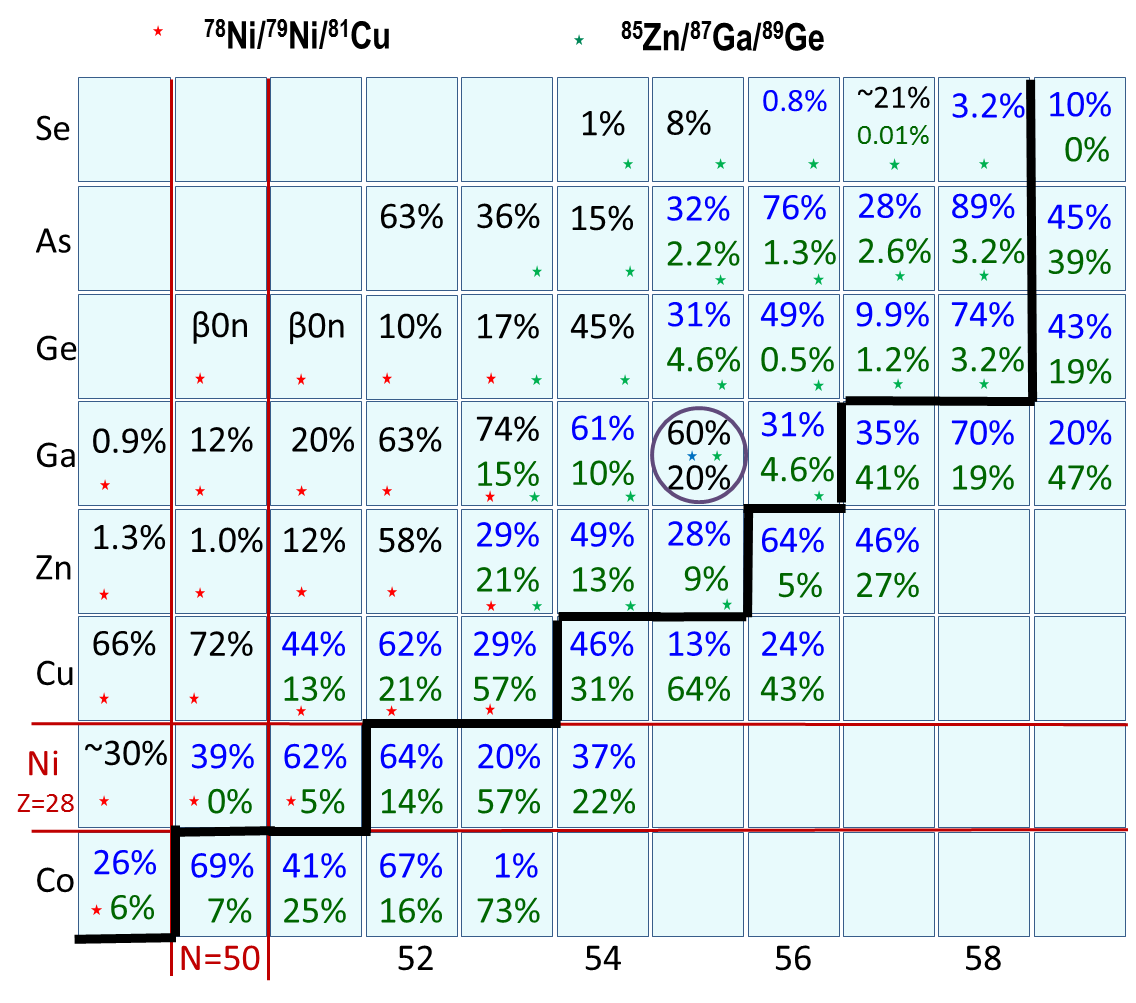 ⁷⁸Ni/⁷⁹Ni/⁸¹Cu ⁸⁵Zn/⁸⁷Ga/⁸⁹Ge
Se 1% 8% 0.8% ~21% 3.2% 10%
0.01% 0%
As 63% 36% 15% 32% 76% 28% 89% 45%
2.2% 1.3% 2.6% 3.2% 39%
Ge β0n β0n 10% 17% 45% 31% 49% 9.9% 74% 43%
4.6% 0.5% 1.2% 3.2% 19%
Ga 0.9% 12% 20% 63% 74% 61% 60% 31% 35% 70% 20%
15% 10% 20% 4.6% 41% 19% 47%
Zn 1.3% 1.0% 12% 58% 29% 49% 28% 64% 46%
21% 13% 9% 5% 27%
Cu 66% 72% 44% 62% 29% 46% 13% 24%
13% 21% 57% 31% 64% 43%
Ni ~30% 39% 62% 64% 20% 37%
Z=28 0% 5% 14% 57% 22%
Co 26% 69% 41% 67% 1%
6% 7% 25% 16% 73%
N=50 52 54 56 58